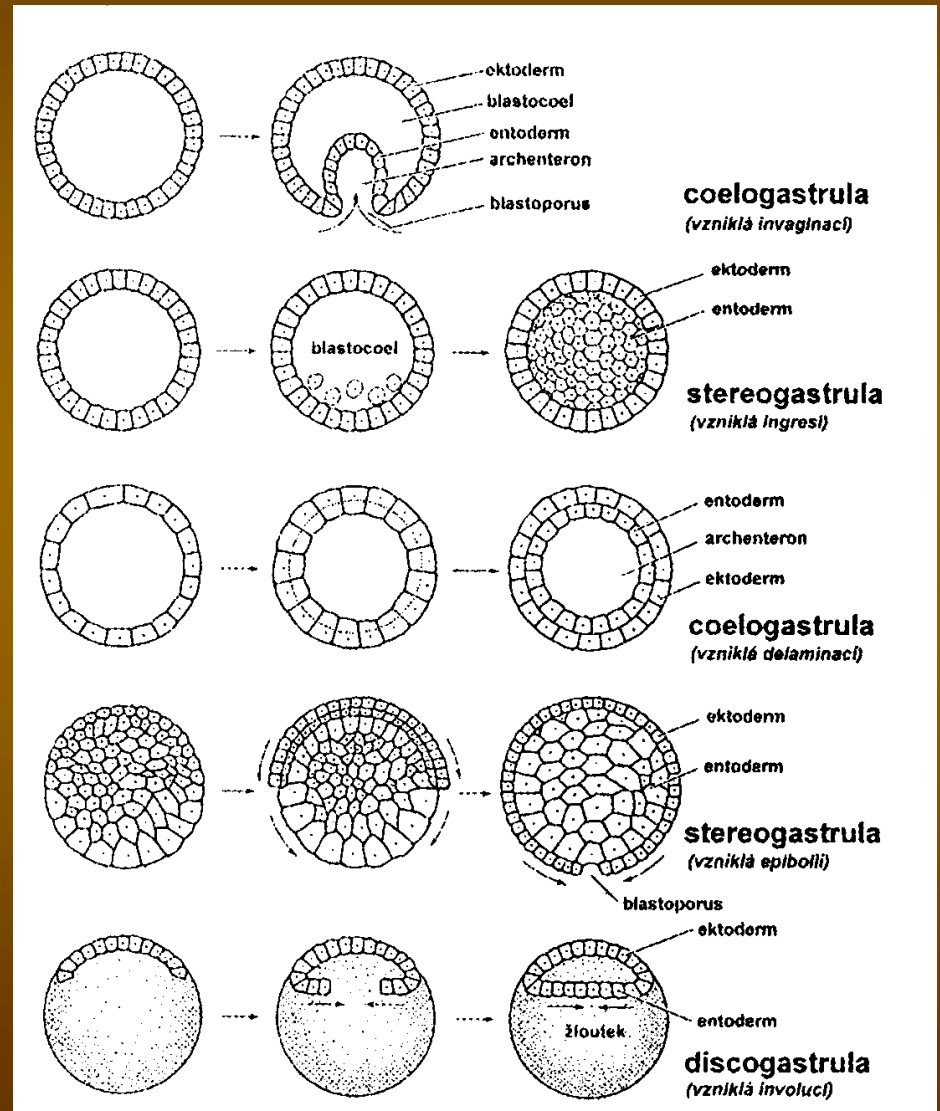 ektoderm
blastocoel
entoderm
archenteron
blastoporus
coelogastrula
(vzniklá invaginací)
ektoderm
entoderm
blastocoel
stereogastrula
(vzniklá ingresí)
entoderm
archenteron
ektoderm
coelogastrula
(vzniklá delaminací)
ektoderm
entoderm
stereogastrula
(vzniklá epibolií)
blastoporus
ektoderm
entoderm
žloutek
discogastrula
(vzniklá involucí)